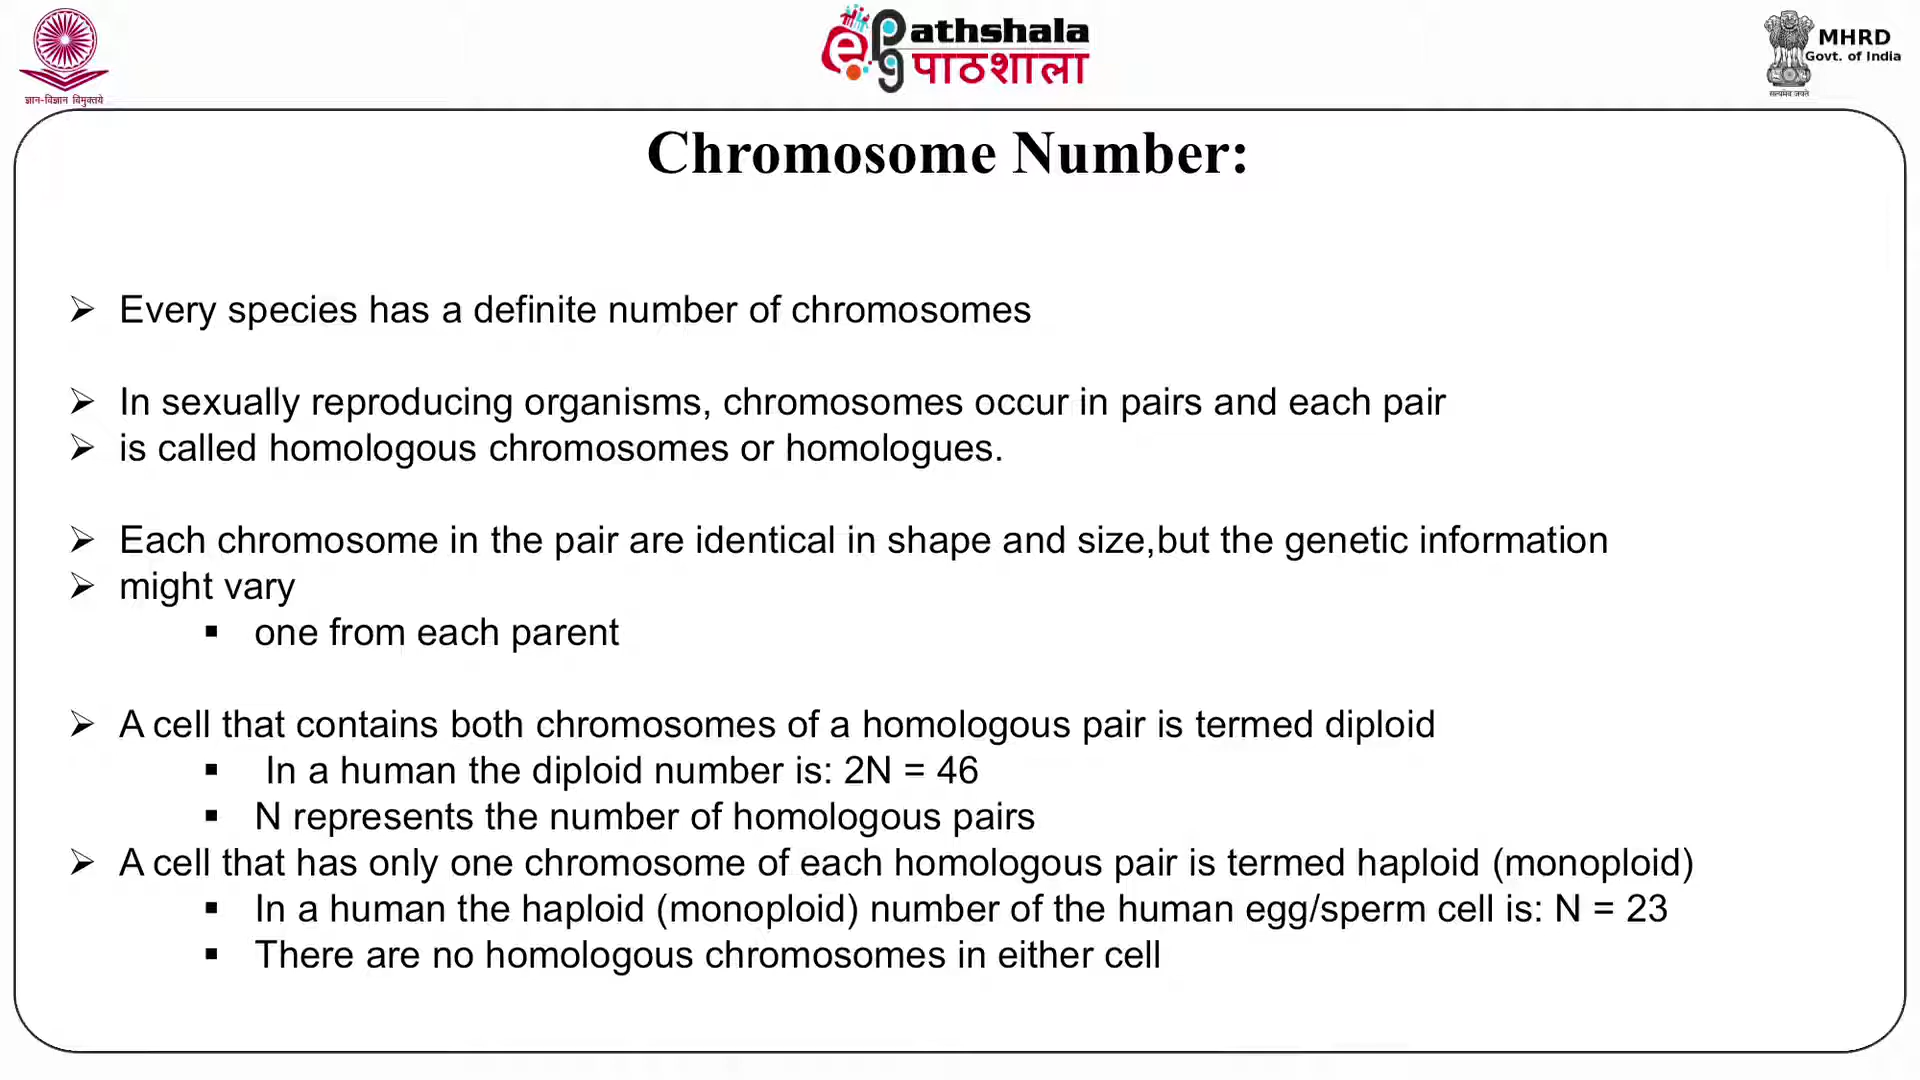 ज्ञान-विज्ञान विमुक्तये
ePG Pathshala
पाठशाला
MHRD
Govt. of India
सत्यमेव जयते
Chromosome Number:
➢ Every species has a definite number of chromosomes
➢ In sexually reproducing organisms, chromosomes occur in pairs and each pair
➢ is called homologous chromosomes or homologues.
➢ Each chromosome in the pair are identical in shape and size,but the genetic information
➢ might vary
▪ one from each parent
➢ A cell that contains both chromosomes of a homologous pair is termed diploid
▪ In a human the diploid number is: 2N = 46
▪ N represents the number of homologous pairs
➢ A cell that has only one chromosome of each homologous pair is termed haploid (monoploid)
▪ In a human the haploid (monoploid) number of the human egg/sperm cell is: N = 23
▪ There are no homologous chromosomes in either cell